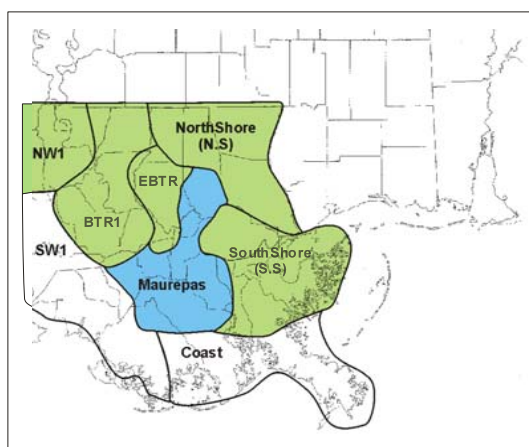 NorthShore
(N.S)
NW1
EBTR
BTR1
SW1
SouthShore
(S.S)
Maurepas
Coast